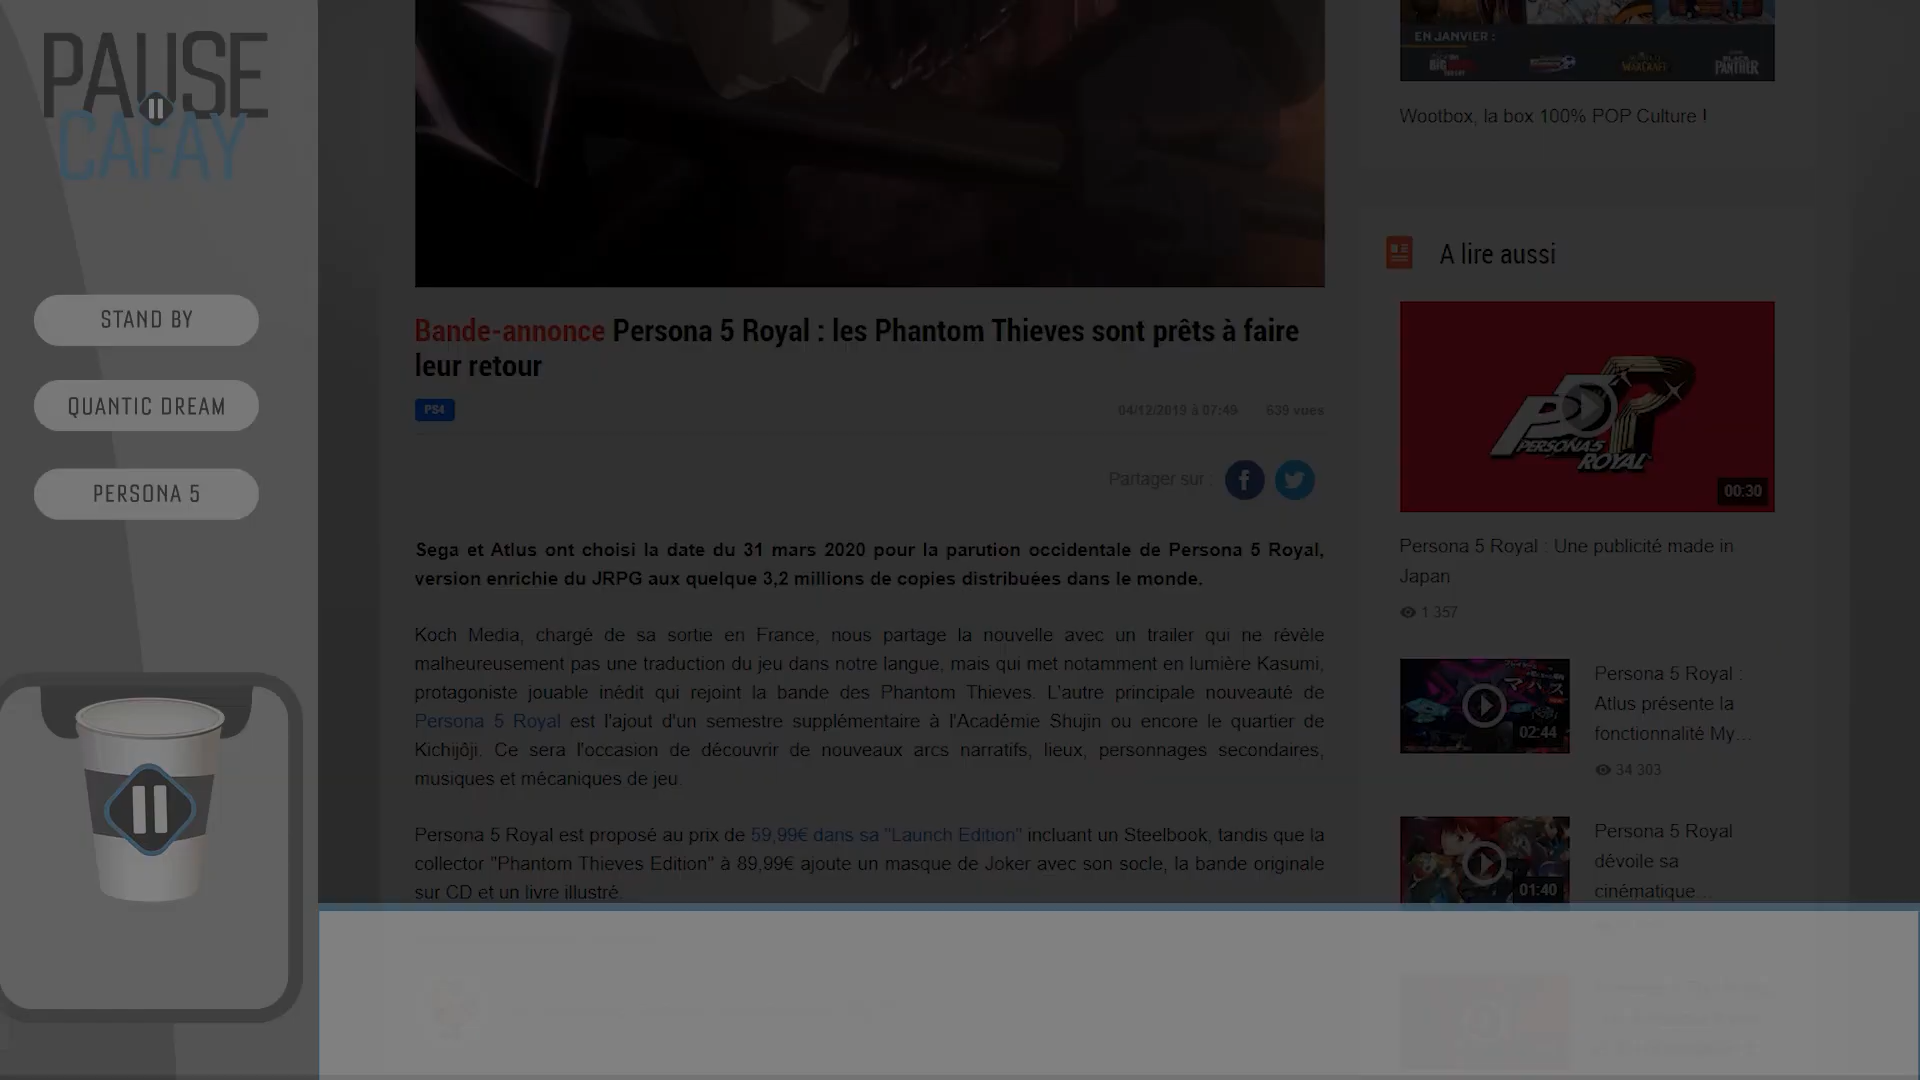 PAUSE
CAFAY
STAND BY
QUANTIC DREAM
PERSONA 5
Bande-annonce Persona 5 Royal : les Phantom Thieves sont prêts à faire
leur retour
PS4
04/12/2019 à 07:49 639 vues
Partager sur :
Sega et Atlus ont choisi la date du 31 mars 2020 pour la parution occidentale de Persona 5 Royal,
version enrichie du JRPG aux quelque 3,2 millions de copies distribuées dans le monde.
Koch Media, chargé de sa sortie en France, nous partage la nouvelle avec un trailer qui ne révèle
malheureusement pas une traduction du jeu dans notre langue, mais qui met notamment en lumière Kasumi,
protagoniste jouable inédit qui rejoint la bande des Phantom Thieves. L'autre principale nouveauté de
Persona 5 Royal est l'ajout d'un semestre supplémentaire à l'Académie Shujin ou encore le quartier de
Kichijôji. Ce sera l'occasion de découvrir de nouveaux arcs narratifs, lieux, personnages secondaires,
musiques et mécaniques de jeu.
Persona 5 Royal est proposé au prix de 59,99€ dans sa "Launch Edition" incluant un Steelbook, tandis que la
collector "Phantom Thieves Edition" à 89,99€ ajoute un masque de Joker avec son socle, la bande originale
sur CD et un livre illustré.
EN JANVIER :
WARCRAFT
BLACK PANTHER
Wootbox, la box 100% POP Culture !
A lire aussi
P5R
PERSONA5
ROYAL
00:30
Persona 5 Royal : Une publicité made in
Japan
1 357
02:44
Persona 5 Royal :
Atlus présente la
fonctionnalité My...
34 303
01:40
Persona 5 Royal
dévoile sa
cinématique...